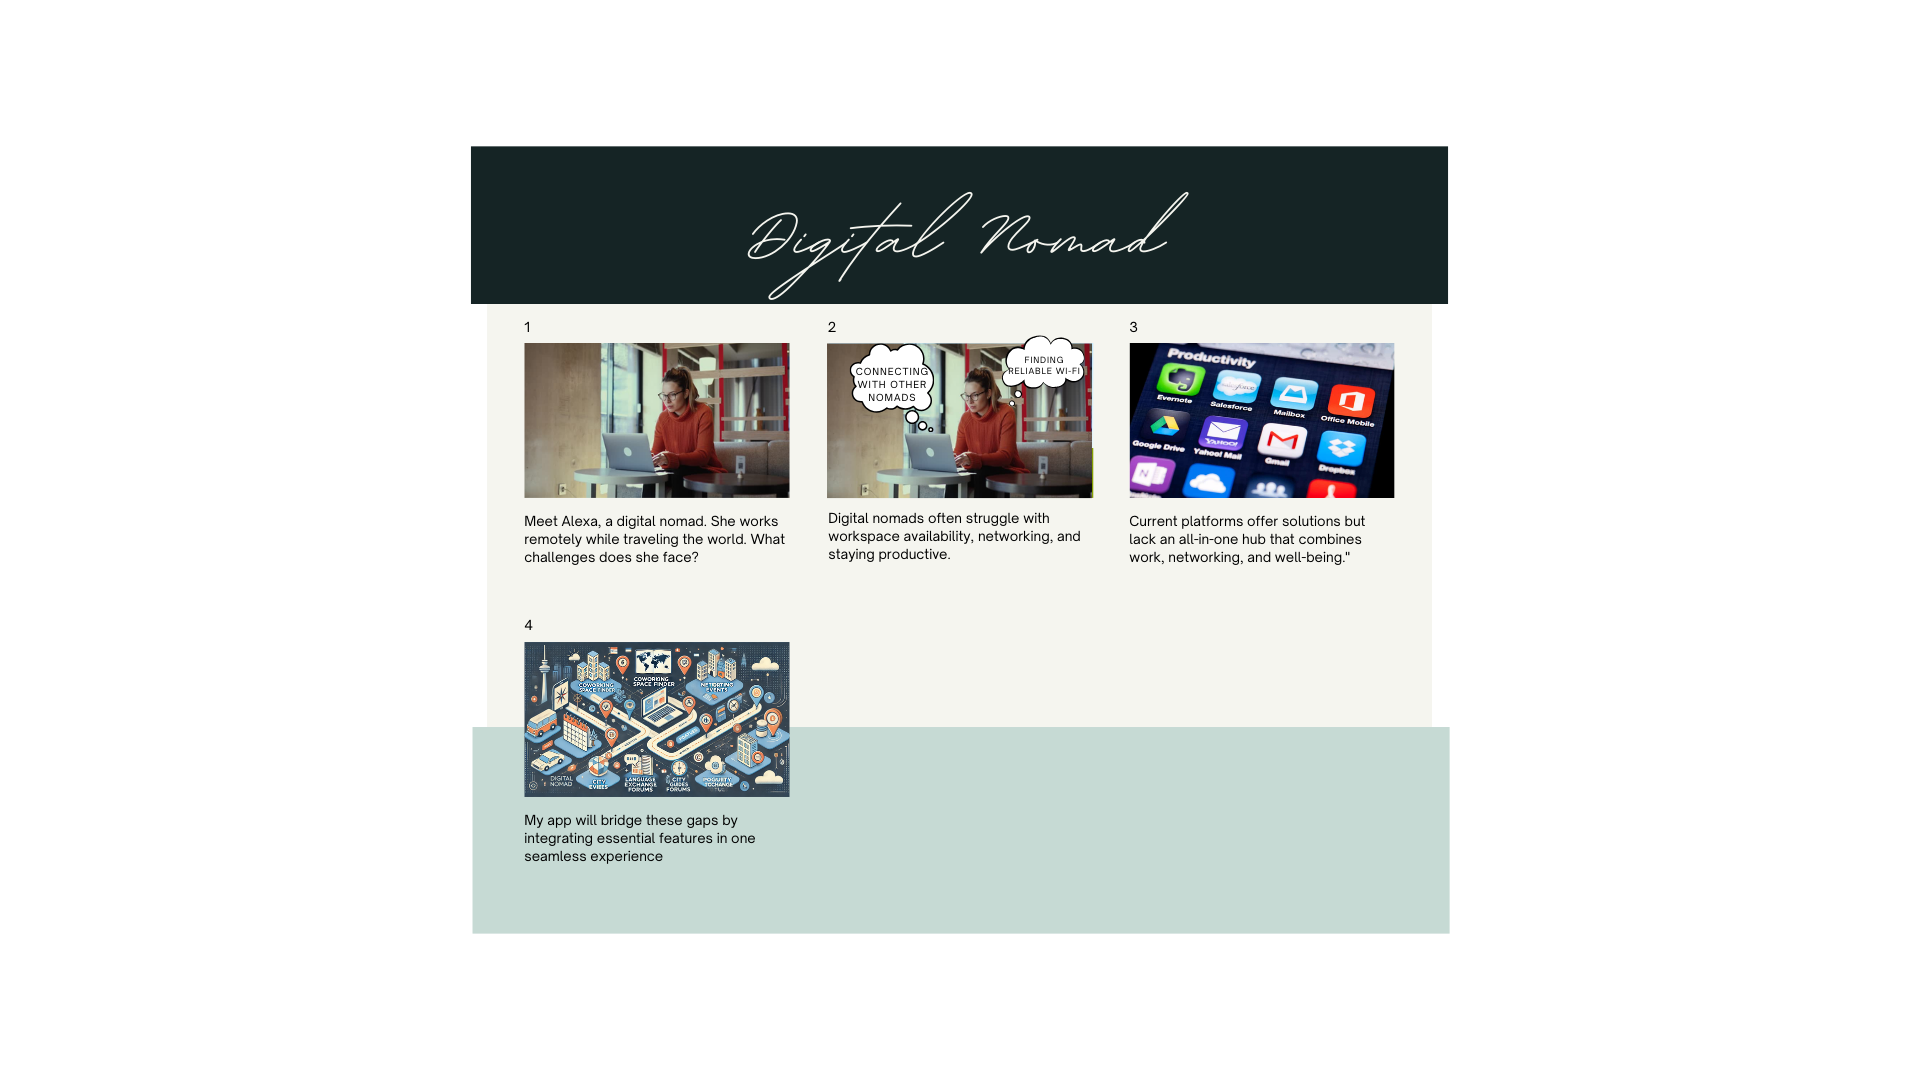 Digital Nomad
1
2
3
CONNECTING
WITH OTHER
NOMADS
FINDING
RELIABLE WI-FI
Productivity
Evernote
Salesforce
Mailbox
Office Mobile
Google Drive
YAHOO!
Yahoo! Mail
Gmail
Dropbox
Meet Alexa, a digital nomad. She works
remotely while traveling the world. What
challenges does she face?
Digital nomads often struggle with
workspace availability, networking, and
staying productive.
Current platforms offer solutions but
lack an all-in-one hub that combines
work, networking, and well-being."
4
COWORKING
SPACE FINDER
COWORKING
SPACE FINDER
EVENTS
DIGITAL
NOMAD
CITY
LANGUAGE
EXCHANGE
FORUMS
CITY
GUIDES
FORUMS
My app will bridge these gaps by
integrating essential features in one
seamless experience